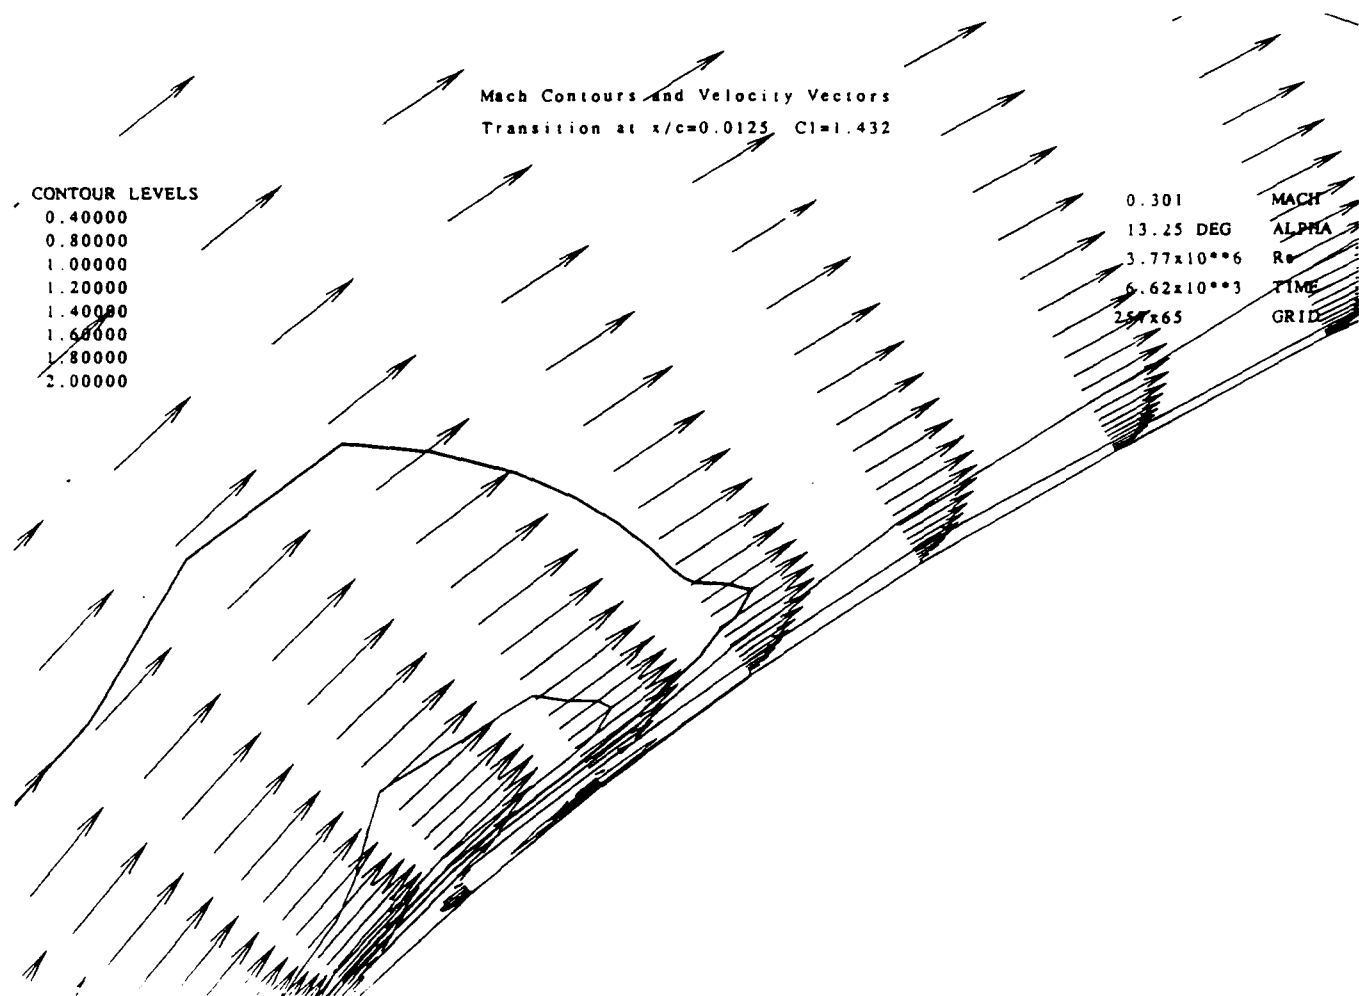 Mach Contours and Velocity Vectors
Transition at x/c=0.0125 Cl=1.432
CONTOUR LEVELS
0.40000
0.80000
1.00000
1.20000
1.40000
1.60000
1.80000
2.00000
0.301 MACH
13.25 DEG ALPHA
3.77x10**6 Re
6.62x10**3 TIME
257x65 GRID